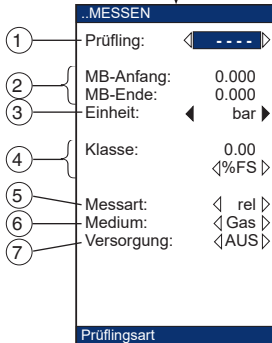 ..MESSEN
1 Prüfling: - - - -
2 MB-Anfang: 0.000
MB-Ende: 0.000
3 Einheit: bar
4 Klasse: 0.00
%FS
5 Messart: rel
6 Medium: Gas
7 Versorgung: AUS
Prüflingsart